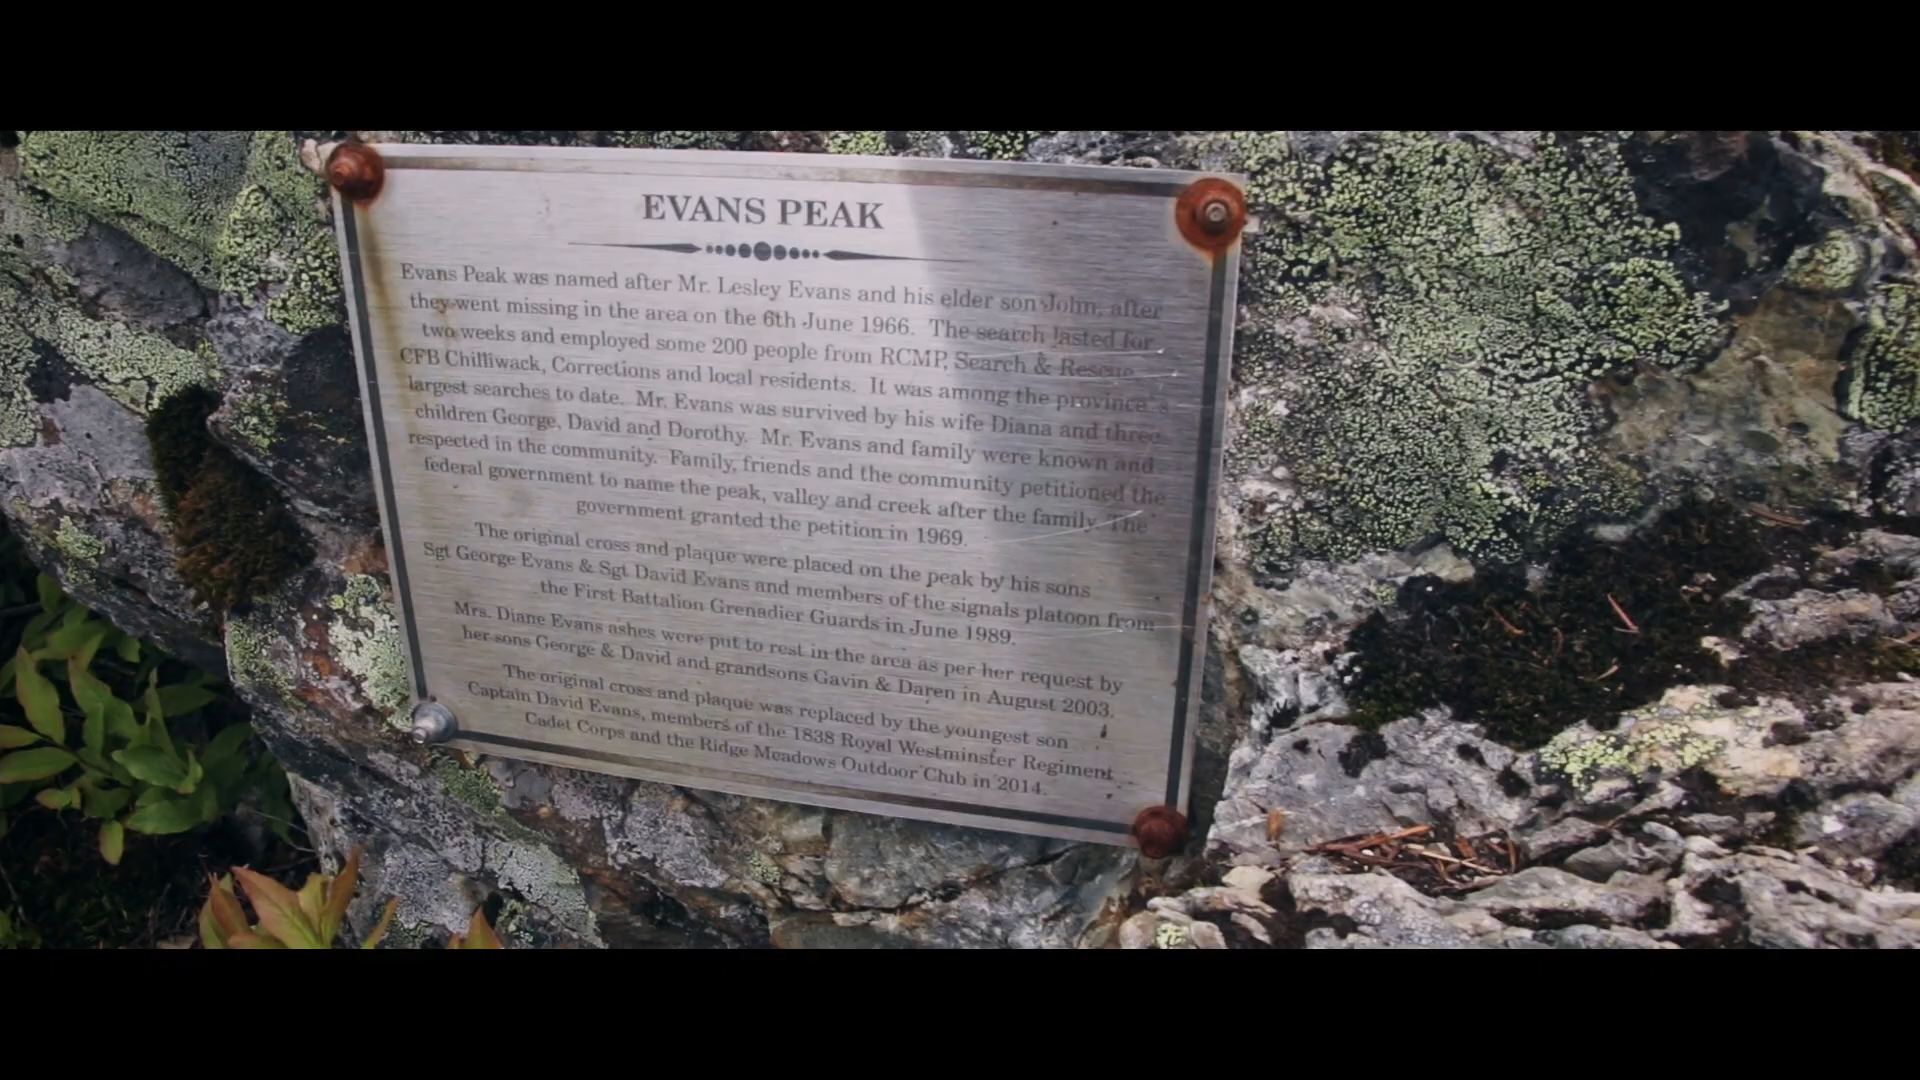 EVANS PEAK
Evans Peak was named after Mr. Lesley Evans and his elder son John, after
they went missing in the area on the 6th June 1966. The search lasted for
two weeks and employed some 200 people from RCMP, Search & Rescue
CFB Chilliwack, Corrections and local residents. It was among the province's
largest searches to date. Mr. Evans was survived by his wife Diana and three
children George, David and Dorothy. Mr. Evans and family were known and
respected in the community. Family, friends and the community petitioned the
federal government to name the peak, valley and creek after the family. The
government granted the petition in 1969.
The original cross and plaque were placed on the peak by his sons
Sgt George Evans & Sgt David Evans and members of the signals platoon from
the First Battalion Grenadier Guards in June 1989.
Mrs. Diane Evans ashes were put to rest in the area as per her request by
her sons George & David and grandsons Gavin & Daren in August 2003.
The original cross and plaque was replaced by the youngest son
Captain David Evans, members of the 1838 Royal Westminster Regiment
Cadet Corps and the Ridge Meadows Outdoor Club in 2014.